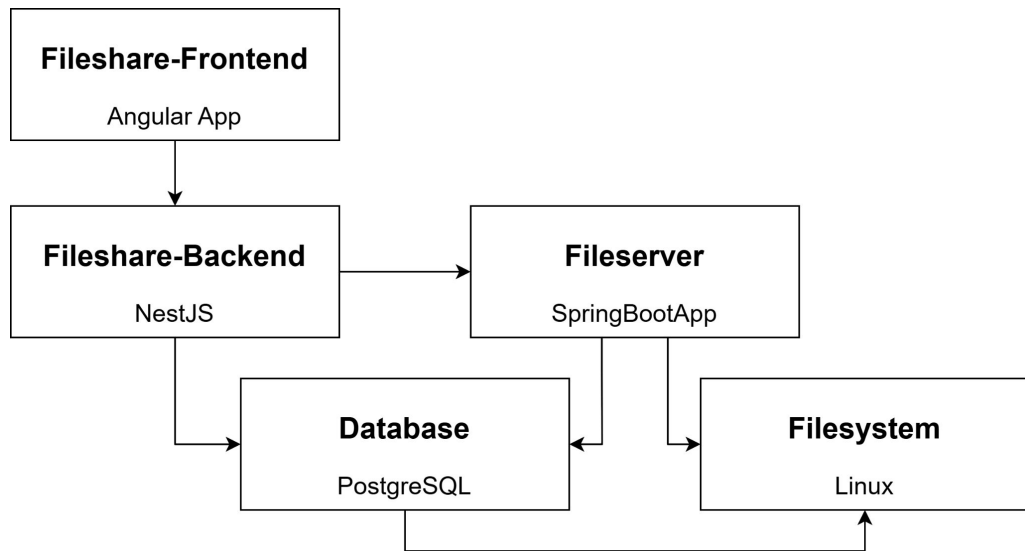 Fileshare-Frontend
Angular App
Fileshare-Backend
NestJS
Fileserver
SpringBootApp
Database
PostgreSQL
Filesystem
Linux